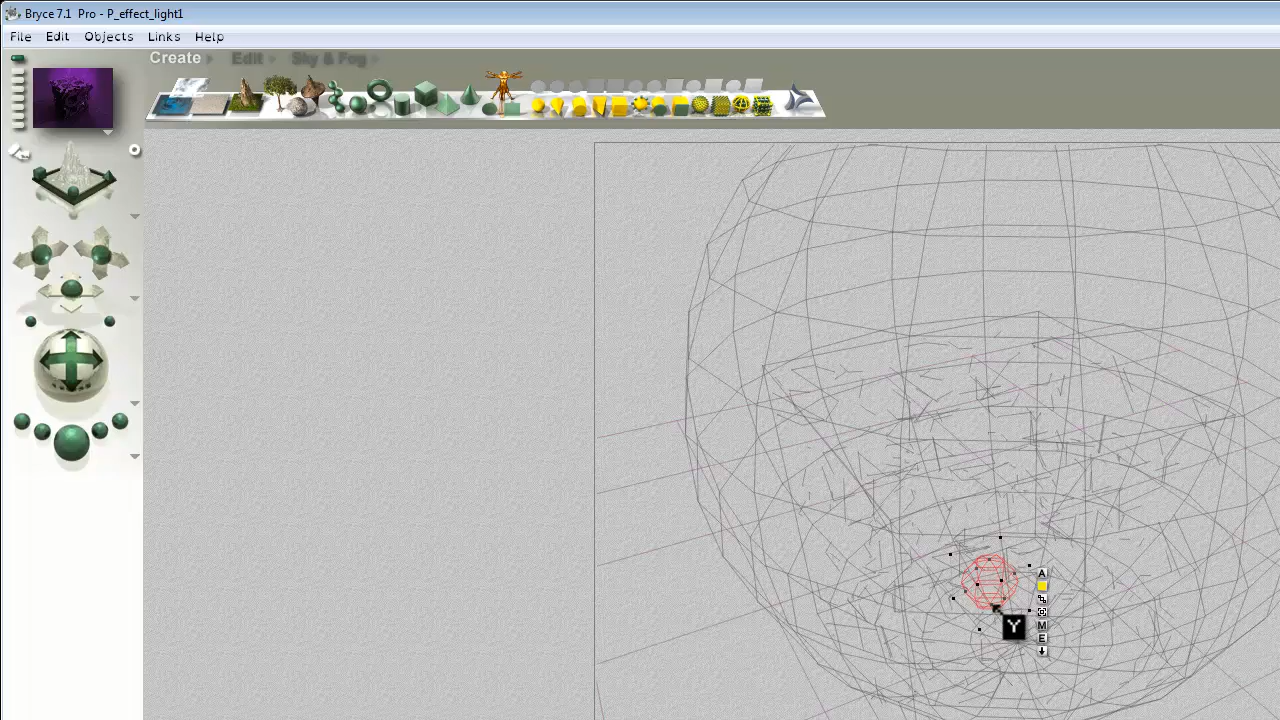 Bryce 7.1 Pro - P_effect_light1
File Edit Objects Links Help
Create Edit Sky & Fog
A
M
E
Y